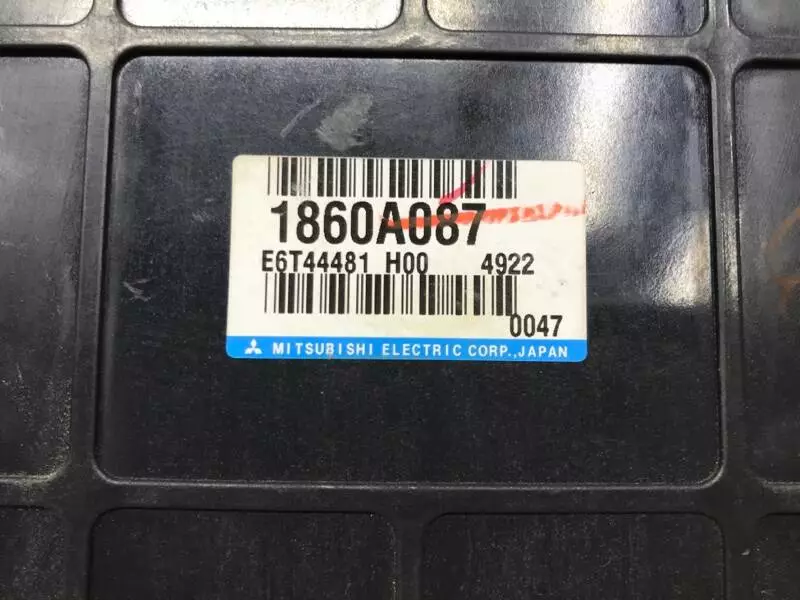 1860A087
E6T44481 H00 4922
0047
MITSUBISHI ELECTRIC CORP.,JAPAN